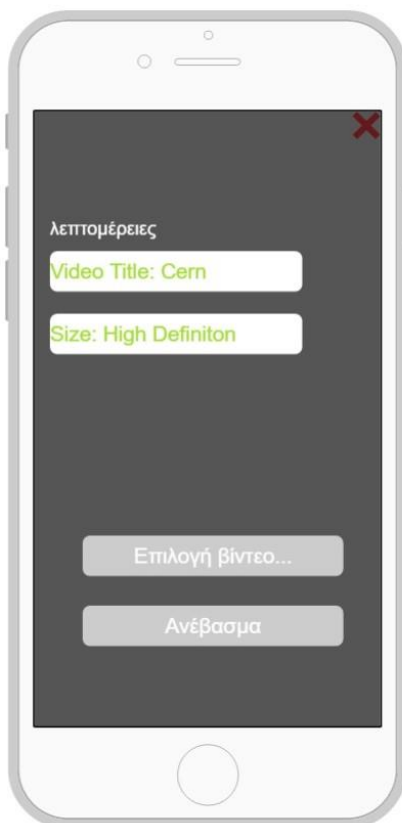 λεπτομέρειες
Video Title: Cern
Size: High Definiton
Επιλογή βίντεο...
Ανέβασμα